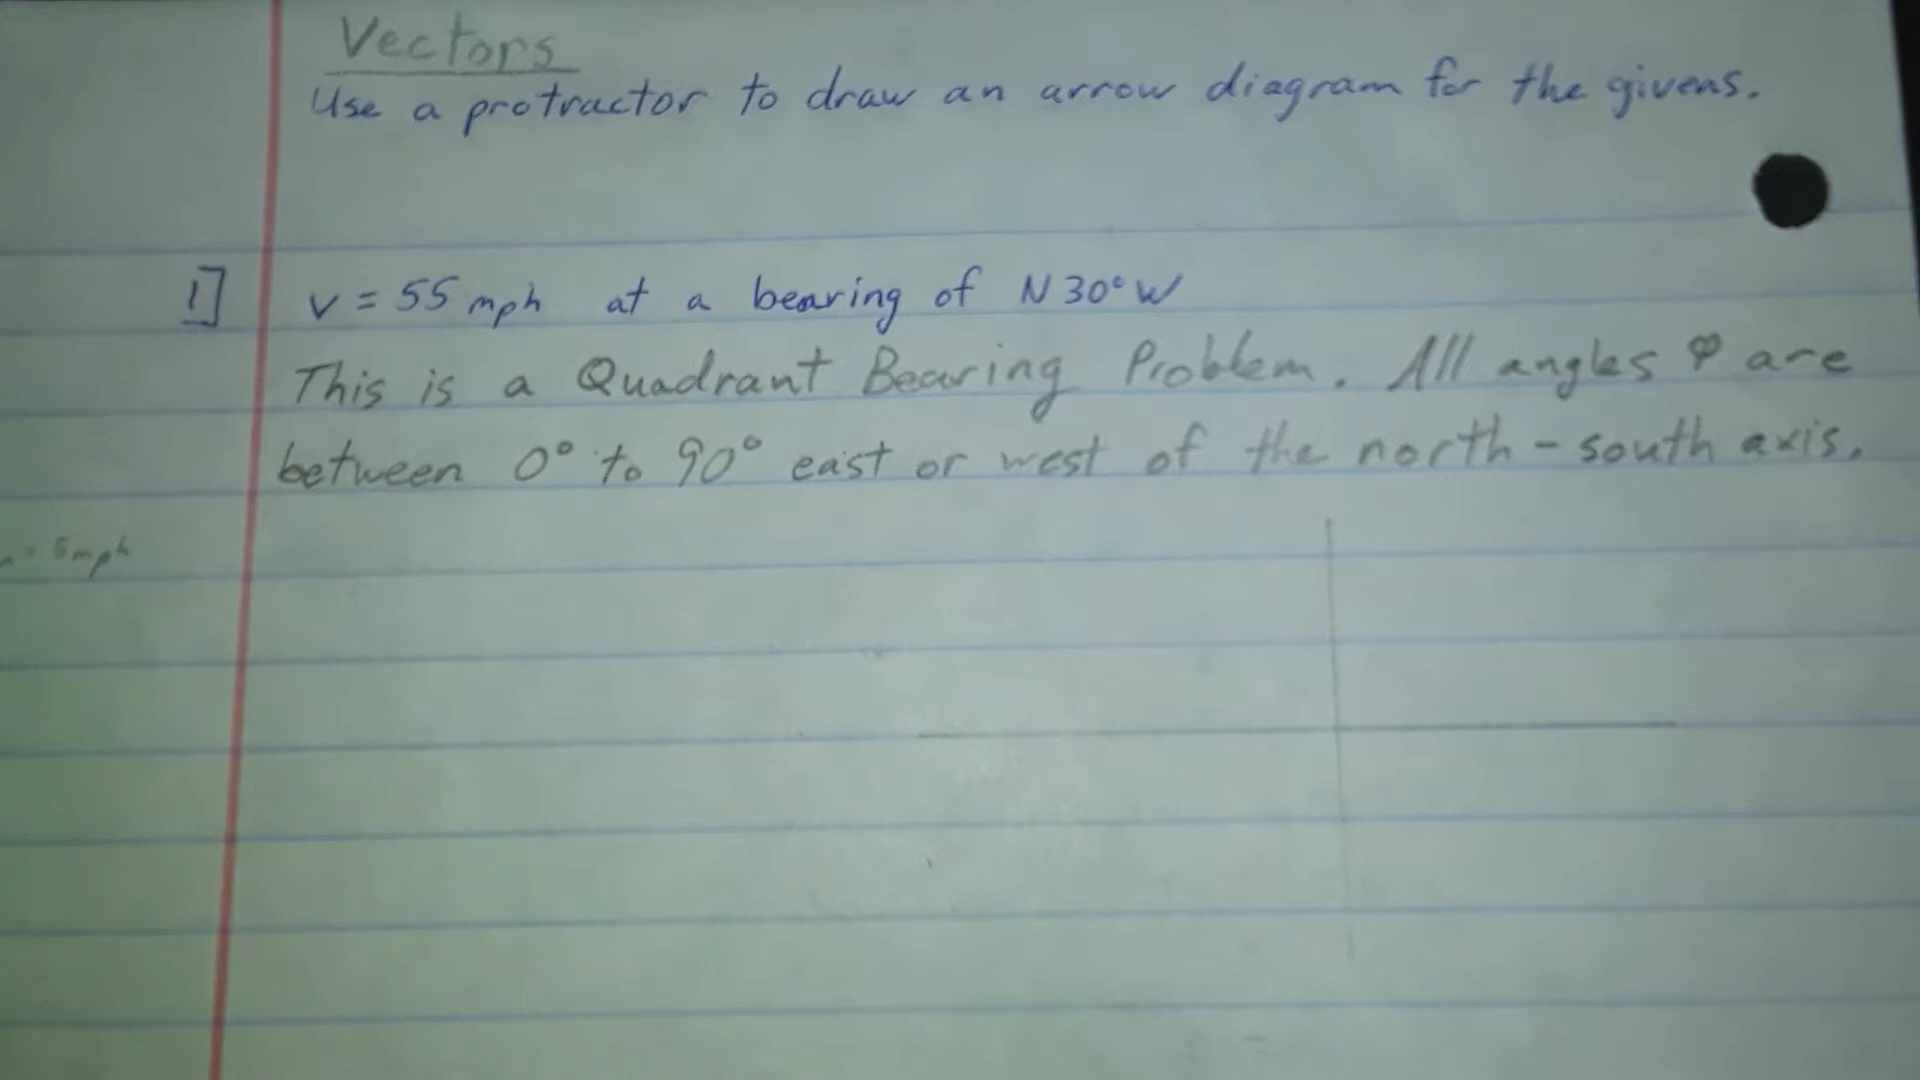 Vectors
Use a protractor to draw an arrow diagram for the givens.
1] v = 55 mph at a bearing of N 30° W
This is a Quadrant Bearing Problem. All angles φ are
between 0° to 90° east or west of the north - south axis.
= 5mph